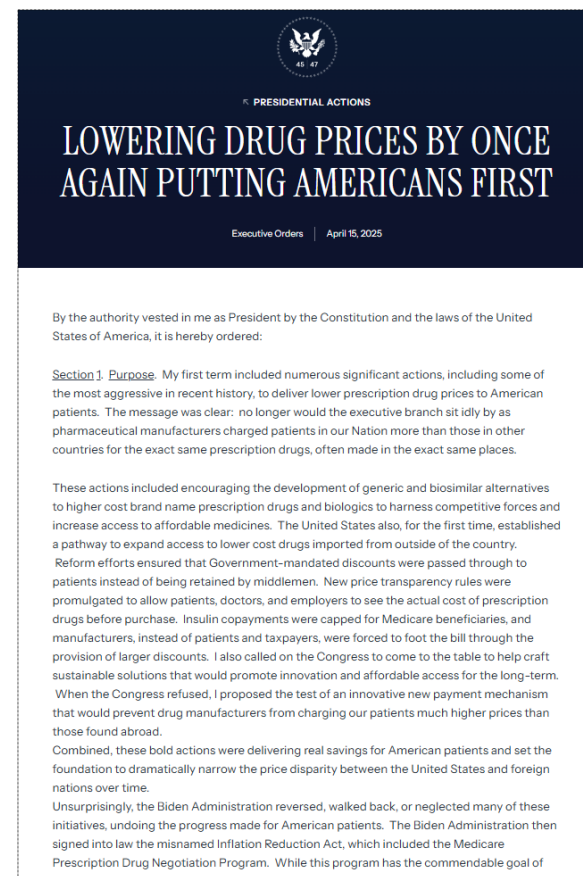 45 47
PRESIDENTIAL ACTIONS
LOWERING DRUG PRICES BY ONCE
AGAIN PUTTING AMERICANS FIRST
Executive Orders | April 15, 2025
By the authority vested in me as President by the Constitution and the laws of the United
States of America, it is hereby ordered:
Section 1. Purpose. My first term included numerous significant actions, including some of
the most aggressive in recent history, to deliver lower prescription drug prices to American
patients. The message was clear: no longer would the executive branch sit idly by as
pharmaceutical manufacturers charged patients in our Nation more than those in other
countries for the exact same prescription drugs, often made in the exact same places.
These actions included encouraging the development of generic and biosimilar alternatives
to higher cost brand name prescription drugs and biologics to harness competitive forces and
increase access to affordable medicines. The United States also, for the first time, established
a pathway to expand access to lower cost drugs imported from outside of the country.
Reform efforts ensured that Government-mandated discounts were passed through to
patients instead of being retained by middlemen. New price transparency rules were
promulgated to allow patients, doctors, and employers to see the actual cost of prescription
drugs before purchase. Insulin copayments were capped for Medicare beneficiaries, and
manufacturers, instead of patients and taxpayers, were forced to foot the bill through the
provision of larger discounts. I also called on the Congress to come to the table to help craft
sustainable solutions that would promote innovation and affordable access for the long-term.
When the Congress refused, I proposed the test of an innovative new payment mechanism
that would prevent drug manufacturers from charging our patients much higher prices than
those found abroad.
Combined, these bold actions were delivering real savings for American patients and set the
foundation to dramatically narrow the price disparity between the United States and foreign
nations over time.
Unsurprisingly, the Biden Administration reversed, walked back, or neglected many of these
initiatives, undoing the progress made for American patients. The Biden Administration then
signed into law the misnamed Inflation Reduction Act, which included the Medicare
Prescription Drug Negotiation Program. While this program has the commendable goal of